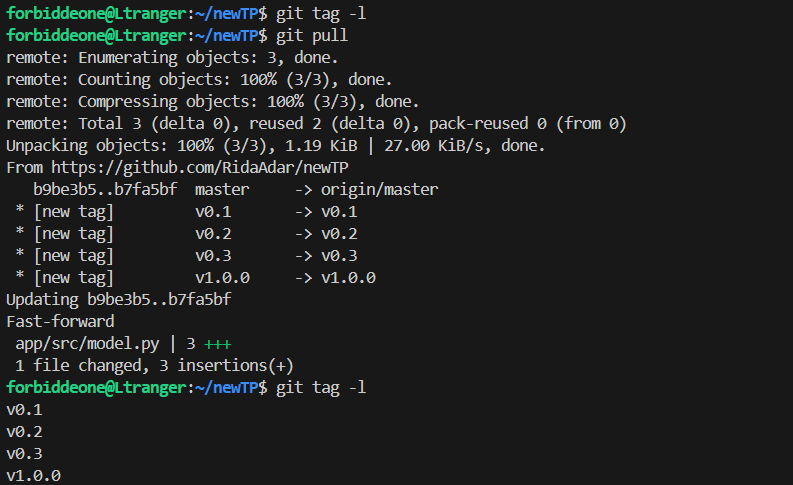 forbiddeone@Ltranger:~/newTP$ git tag -l
forbiddeone@Ltranger:~/newTP$ git pull
remote: Enumerating objects: 3, done.
remote: Counting objects: 100% (3/3), done.
remote: Compressing objects: 100% (3/3), done.
remote: Total 3 (delta 0), reused 2 (delta 0), pack-reused 0 (from 0)
Unpacking objects: 100% (3/3), 1.19 KiB | 27.00 KiB/s, done.
From https://github.com/RidaAdar/newTP
   b9be3b5..b7fa5bf  master     -> origin/master
 * [new tag]         v0.1       -> v0.1
 * [new tag]         v0.2       -> v0.2
 * [new tag]         v0.3       -> v0.3
 * [new tag]         v1.0.0     -> v1.0.0
Updating b9be3b5..b7fa5bf
Fast-forward
 app/src/model.py | 3 +++
 1 file changed, 3 insertions(+)
forbiddeone@Ltranger:~/newTP$ git tag -l
v0.1
v0.2
v0.3
v1.0.0